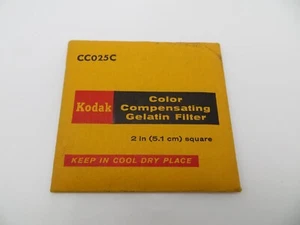 CC025C
Kodak
Color
Compensating
Gelatin Filter
2 in (5.1 cm) square
KEEP IN COOL DRY PLACE